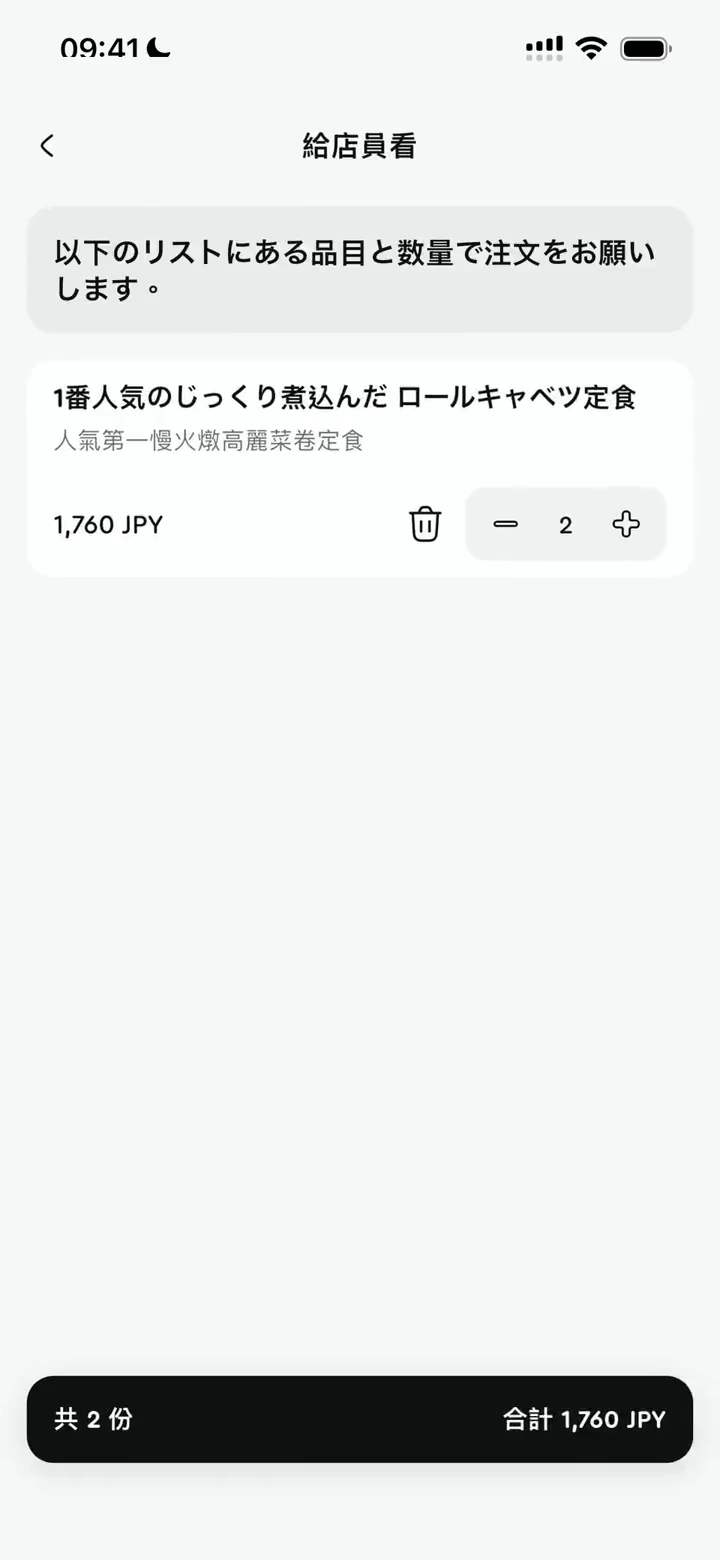 09:41
給店員看
以下のリストにある品目と数量で注文をお願い
します。
1番人気のじっくり煮込んだ ロールキャベツ定食
人氣第一慢火燉高麗菜卷定食
1,760 JPY
2
共 2 份
合計 1,760 JPY